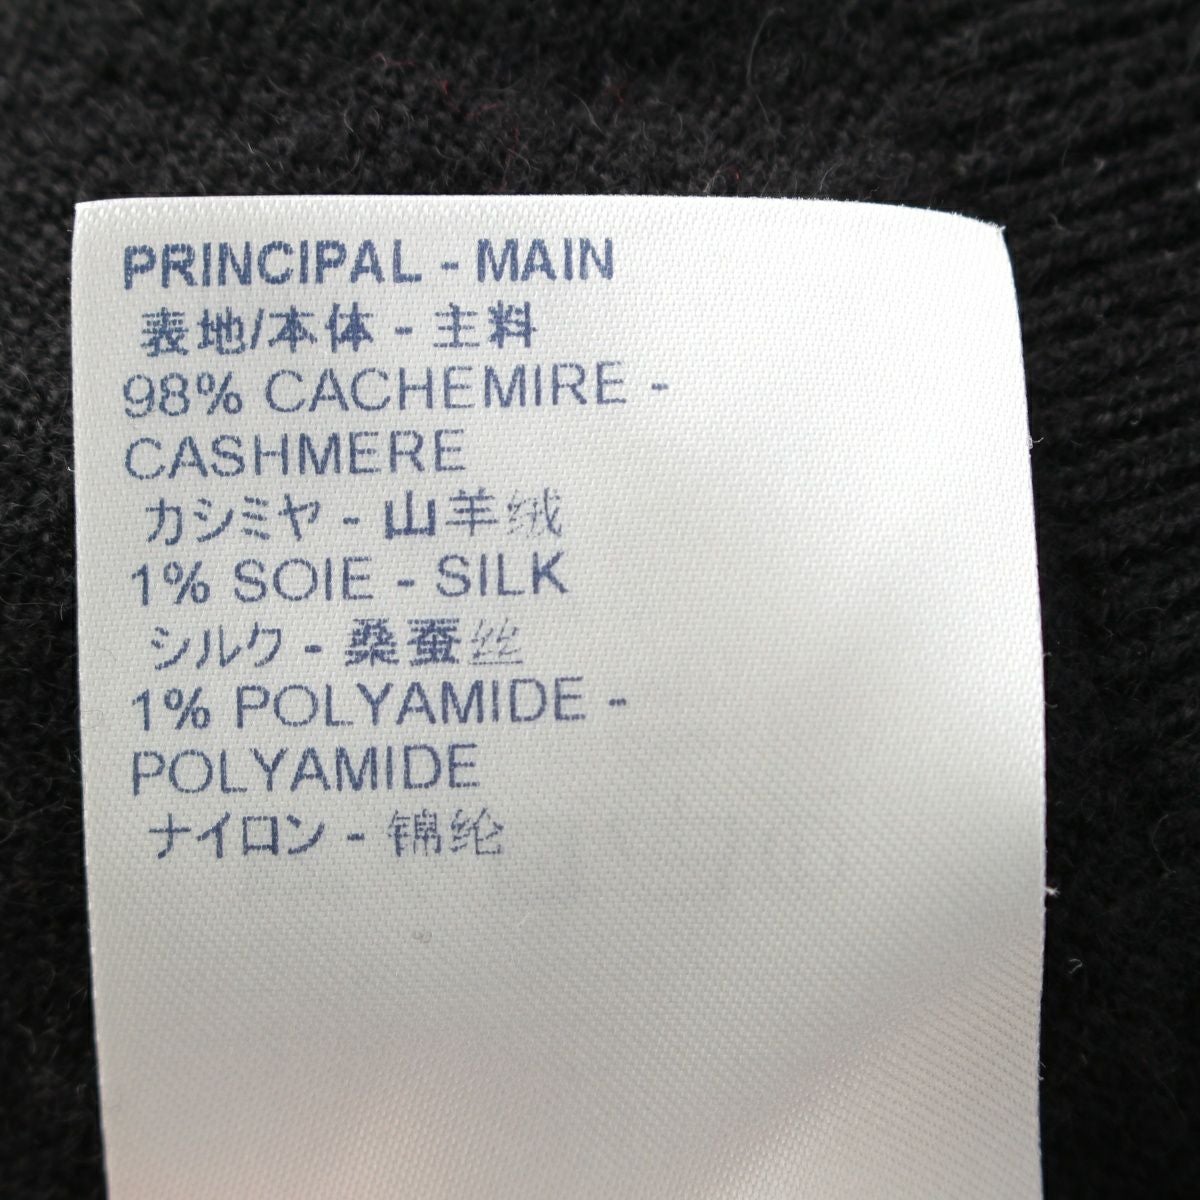 PRINCIPAL - MAIN
表地/本体 - 主料
98% CACHEMIRE -
CASHMERE
カシミヤ - 山羊绒
1% SOIE - SILK
シルク - 桑蚕丝
1% POLYAMIDE -
POLYAMIDE
ナイロン - 锦纶